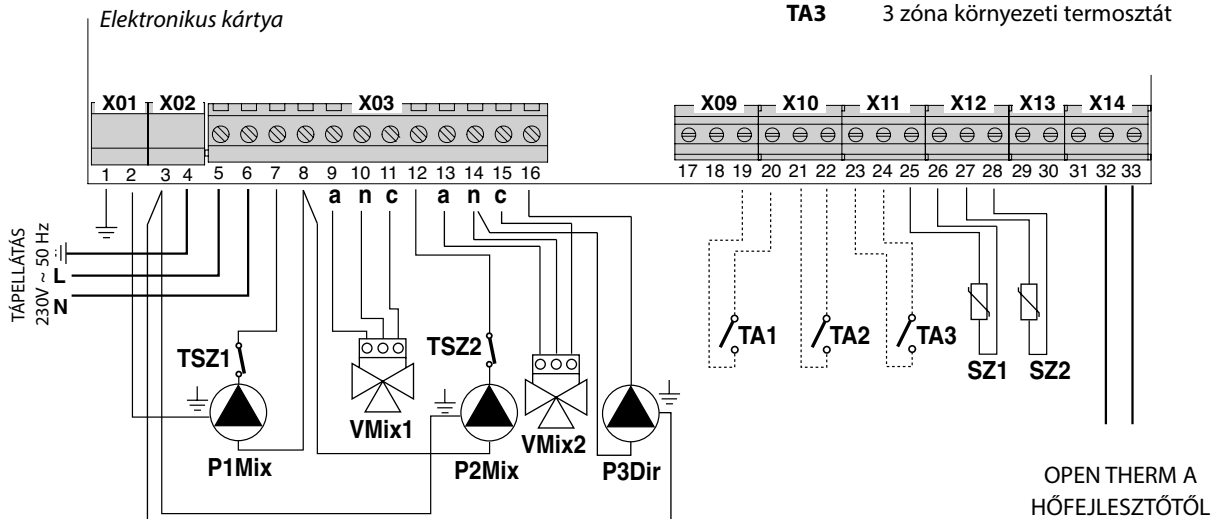 Elektronikus kártya
TA3 3 zóna környezeti termosztát
X01 X02 X03 X09 X10 X11 X12 X13 X14
1 2 3 4 5 6 7 8 9 10 11 12 13 14 15 16 17 18 19 20 21 22 23 24 25 26 27 28 29 30 31 32 33
a n c a n c
TÁPELLÁTÁS
230V ~ 50 Hz
L
N
TSZ1
TSZ2
TA1
TA2
TA3
SZ1
SZ2
VMix1
VMix2
P1Mix
P2Mix
P3Dir
OPEN THERM A
HŐFEJLESZTŐTŐL